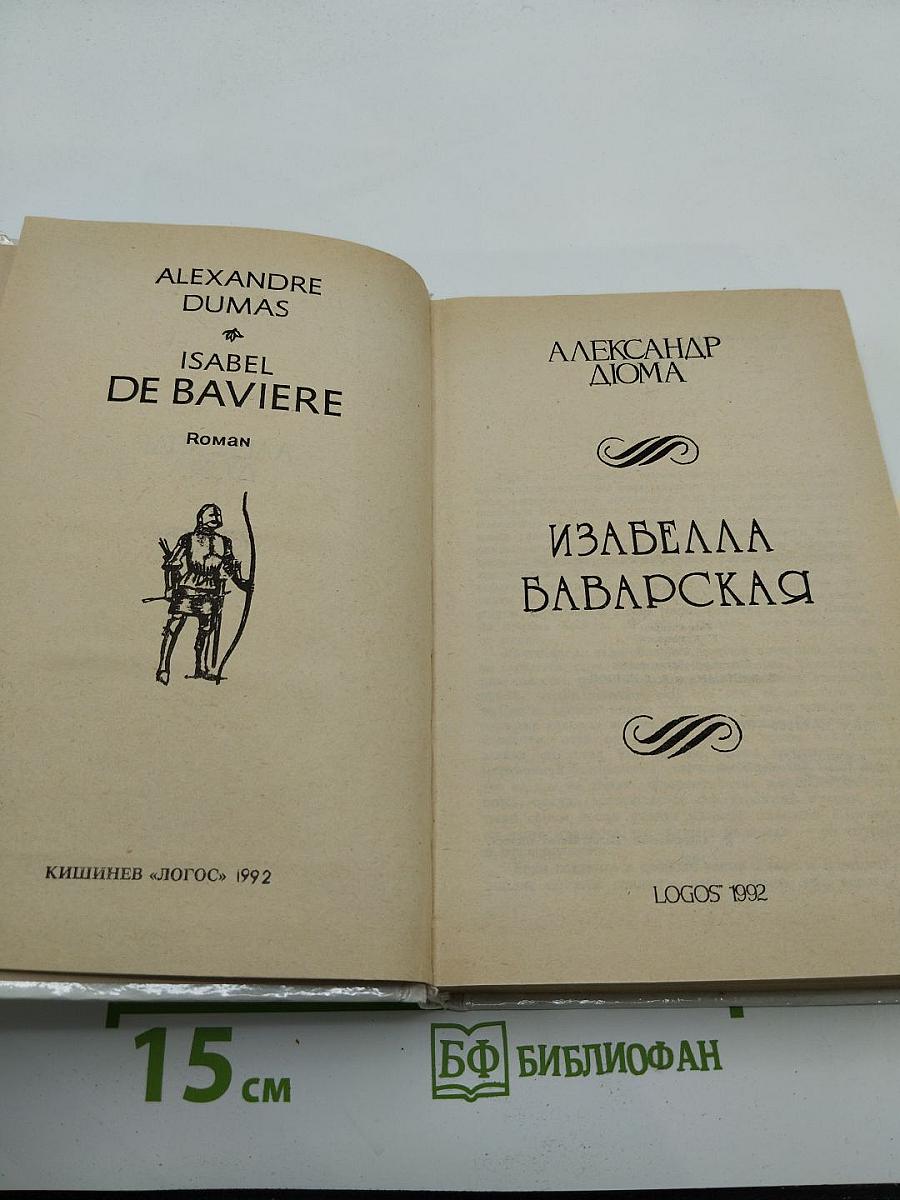 ALEXANDRE
DUMAS
ISABEL
DE BAVIERE
Roman
КИШИНЕВ «ЛОГОС» 1992
АЛЕКСАНДР
ДЮМА
ИЗАБЕЛЛА
БАВАРСКАЯ
LOGOS" 1992
15 см
БФ БИБЛИОФАН